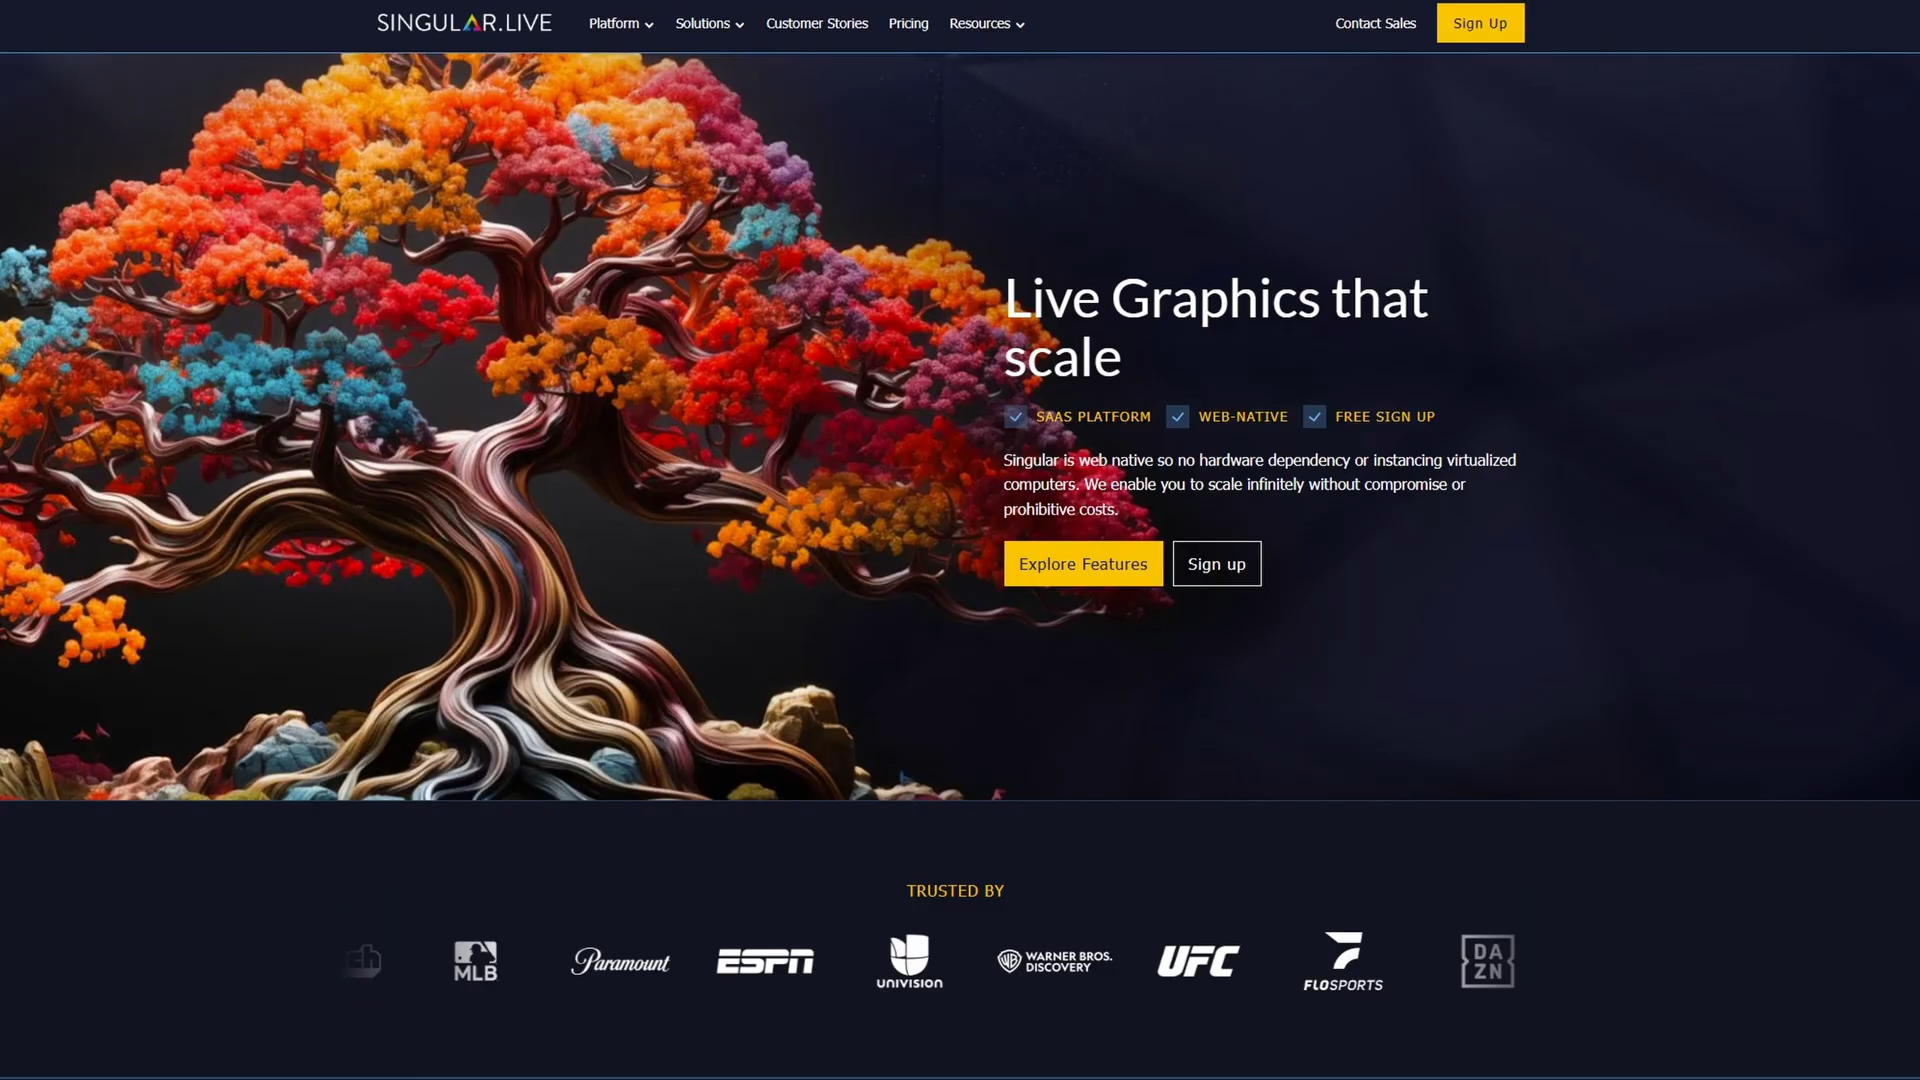 SINGULAR.LIVE
Platform
Solutions
Customer Stories
Pricing
Resources
Contact Sales
Sign Up
Live Graphics that
scale
SAAS PLATFORM
WEB-NATIVE
FREE SIGN UP
Singular is web native so no hardware dependency or instancing virtualized
computers. We enable you to scale infinitely without compromise or
prohibitive costs.
Explore Features
Sign up
TRUSTED BY
ch
MLB
Paramount
ESPN
UNIVISION
WB
WARNER BROS.
DISCOVERY
UFC
FLOSPORTS
DA
ZN